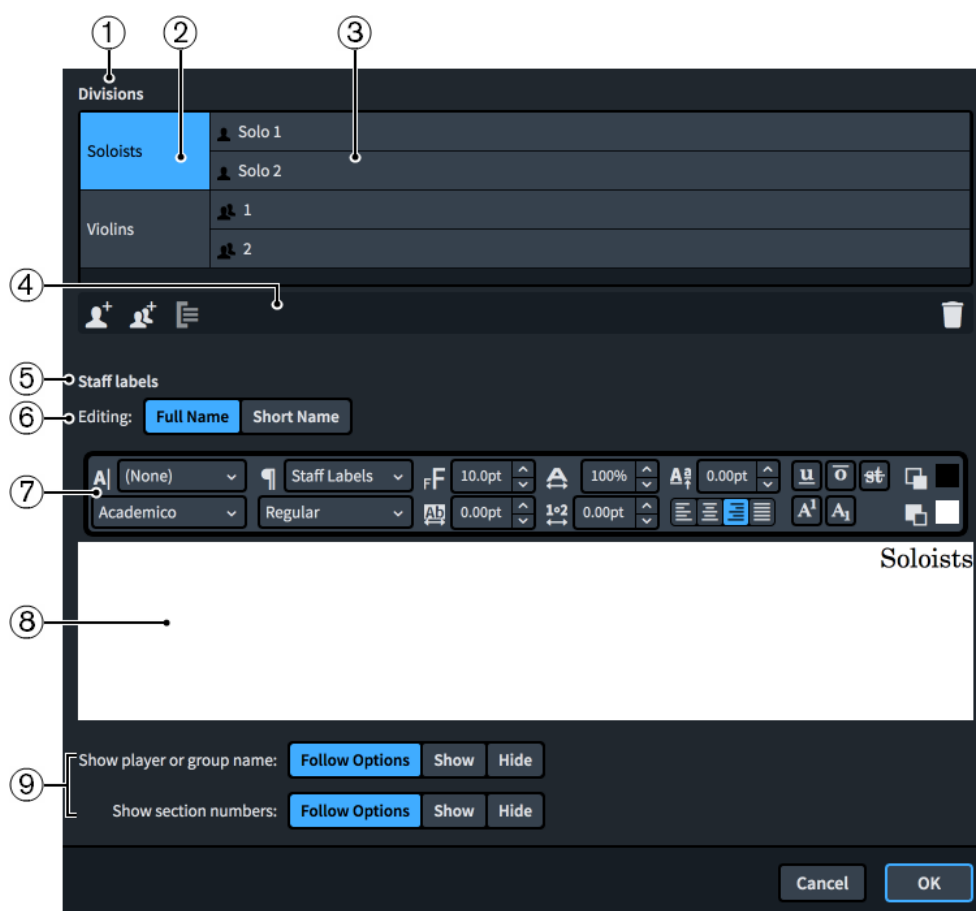 1 2 3
Divisions
Soloists
Solo 1
Solo 2
Violins
1
2
4
5 Staff labels
6 Editing: Full Name Short Name
7
(None) Staff Labels 10.0pt 100% 0.00pt
Academico Regular 0.00pt 0.00pt
Soloists
8
9
Show player or group name: Follow Options Show Hide
Show section numbers: Follow Options Show Hide
Cancel OK